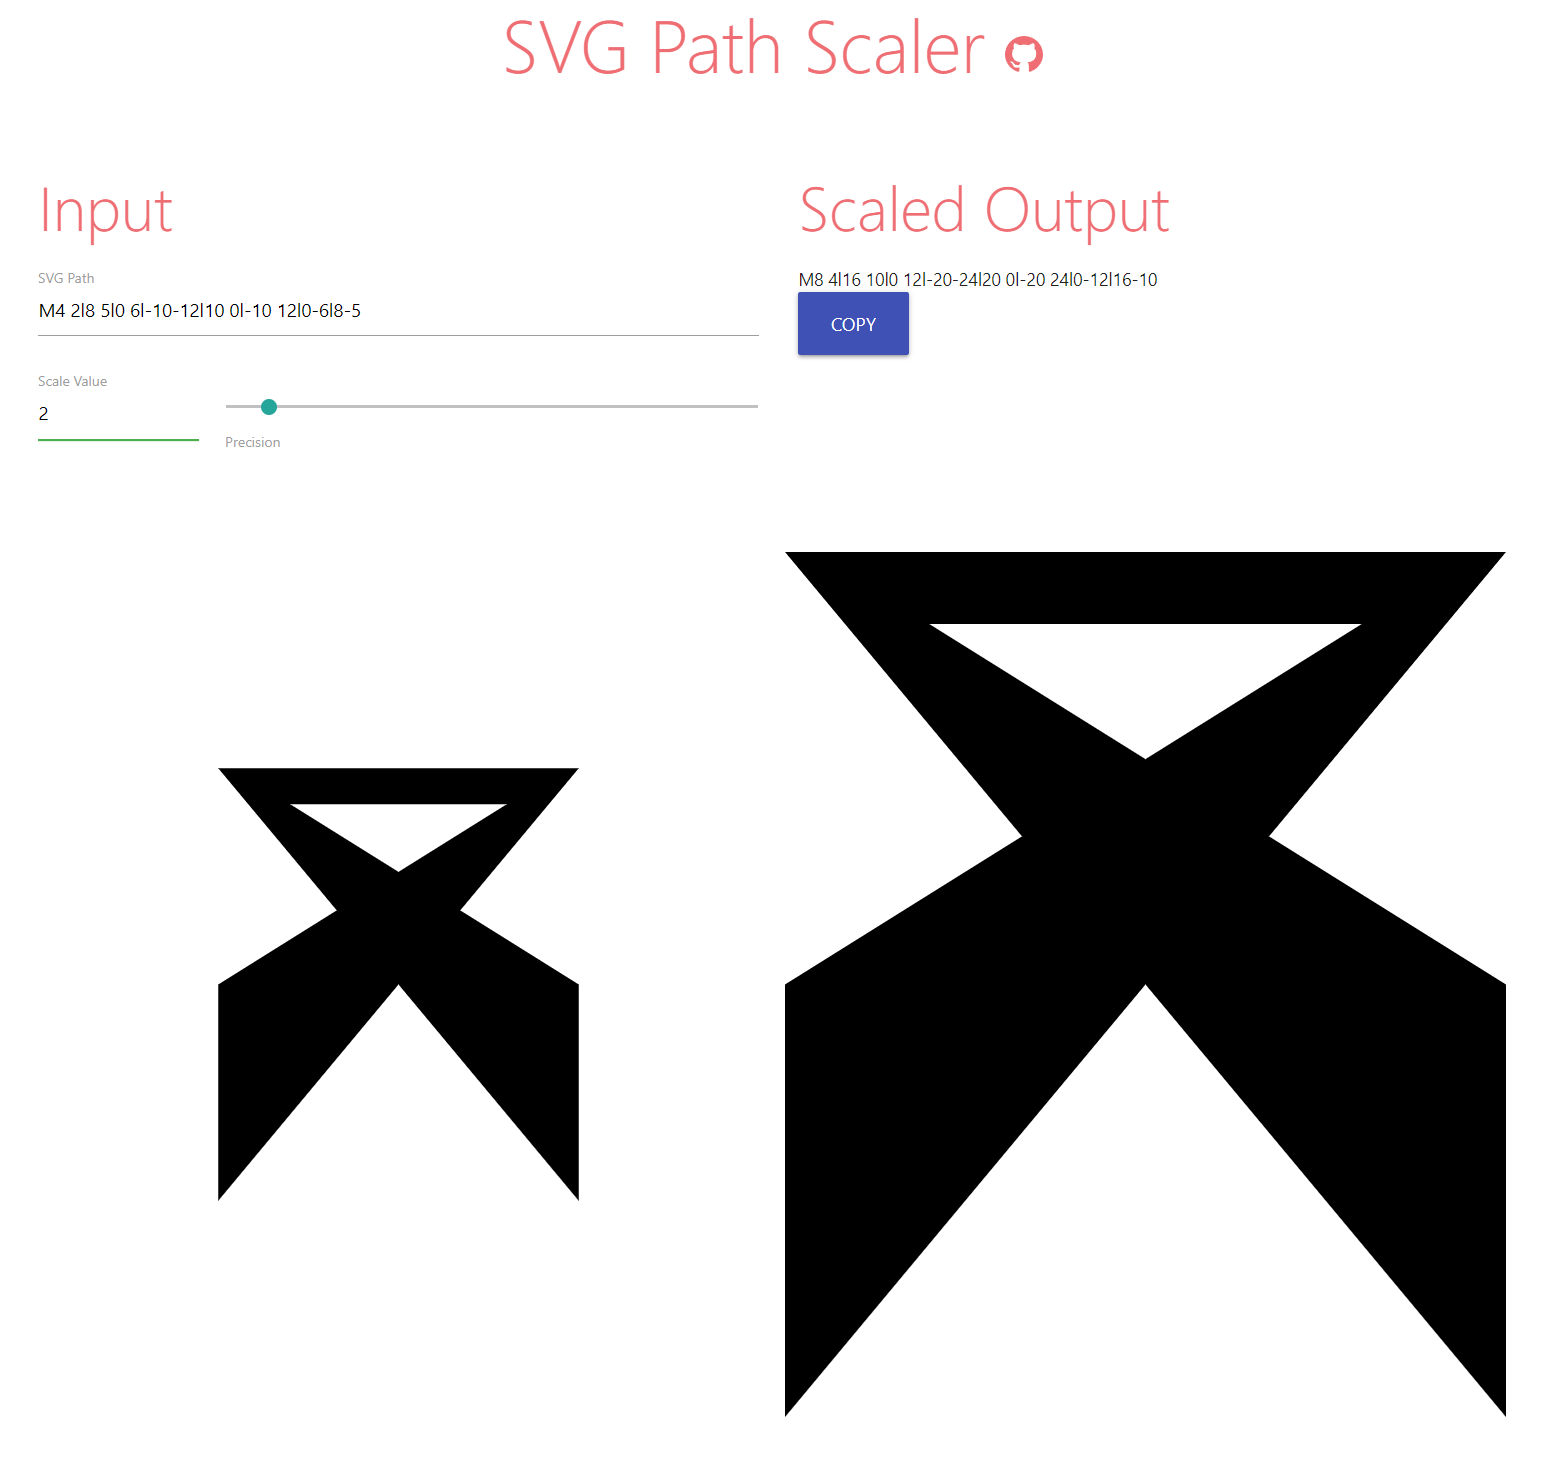 SVG Path Scaler
Input
SVG Path
M4 2l8 5l0 6l-10-12l10 0l-10 12l0-6l8-5
Scale Value
2
Precision
Scaled Output
M8 4l16 10l0 12l-20-24l20 0l-20 24l0-12l16-10
COPY